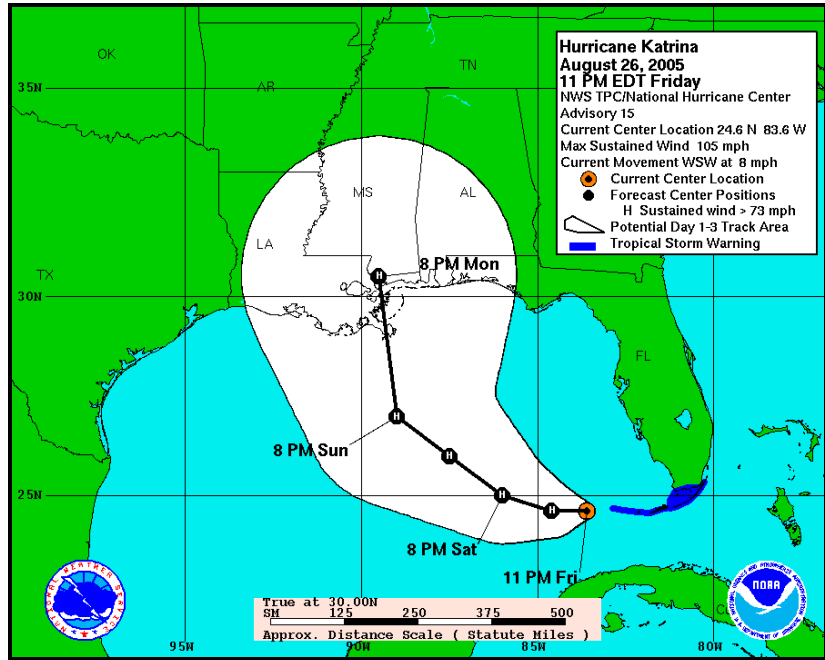 Hurricane Katrina
August 26, 2005
11 PM EDT Friday
NWS TPC/National Hurricane Center
Advisory 15
Current Center Location 24.6 N 83.6 W
Max Sustained Wind 105 mph
Current Movement WSW at 8 mph
Current Center Location
Forecast Center Positions
H Sustained wind > 73 mph
Potential Day 1-3 Track Area
Tropical Storm Warning
OK
TN
35N
AR
MS
AL
LA
8 PM Mon
H
TX
30N
FL
H
8 PM Sun
H
25N
H
H
8 PM Sat
11 PM Fri
NATIONAL WEATHER SERVICE
NOAA
True at 30.00N
SM 125 250 375 500
Approx. Distance Scale ( Statute Miles )
95W
90W
85W
80W